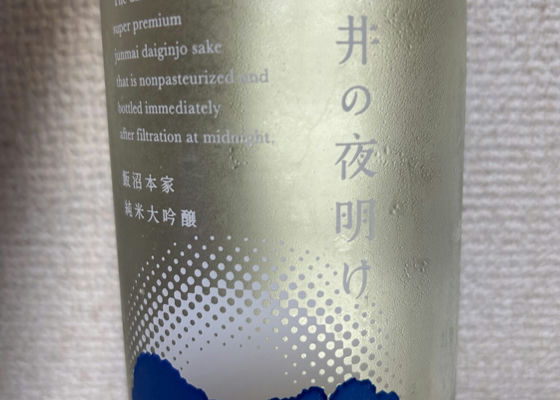 super premium
junmai daiginjo sake
that is nonpasteurized and
bottled immediately
after filtration at midnight.
飯沼本家
純米大吟醸
井の夜明け